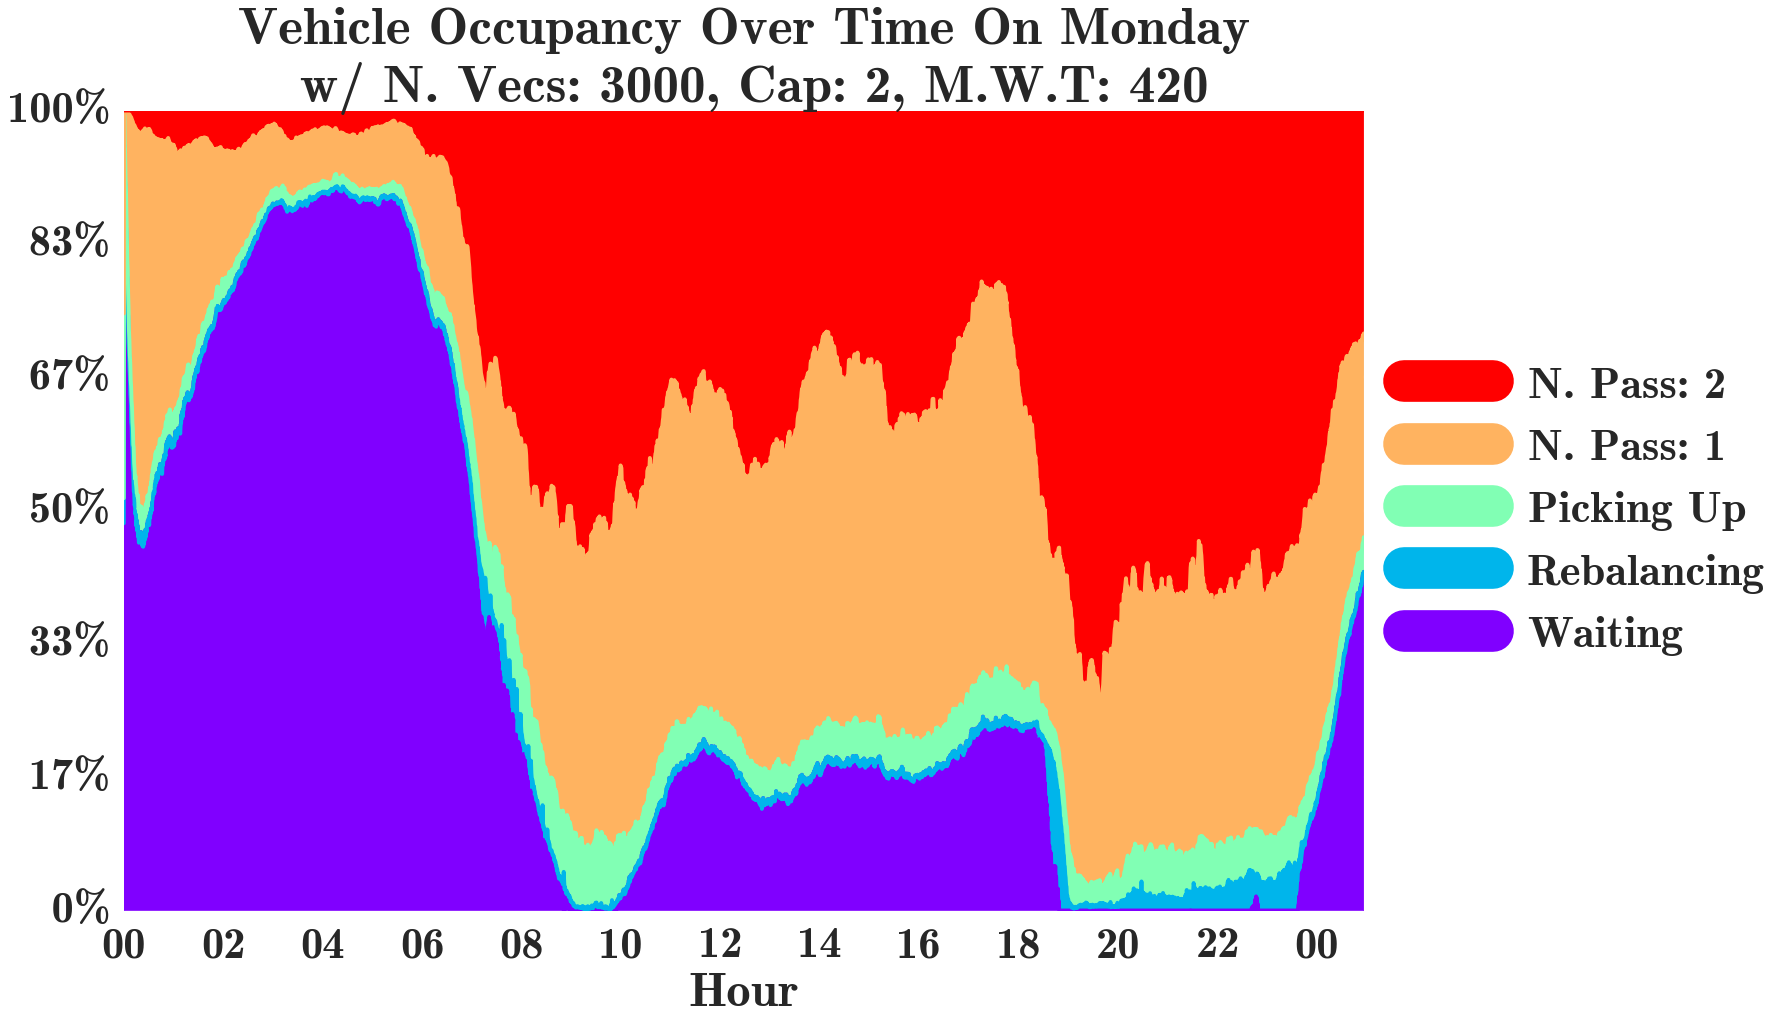 Vehicle Occupancy Over Time On Monday
w/ N. Vecs: 3000, Cap: 2, M.W.T: 420
100%
83%
67%
50%
33%
17%
0%
00 02 04 06 08 10 12 14 16 18 20 22 00
Hour
N. Pass: 2
N. Pass: 1
Picking Up
Rebalancing
Waiting